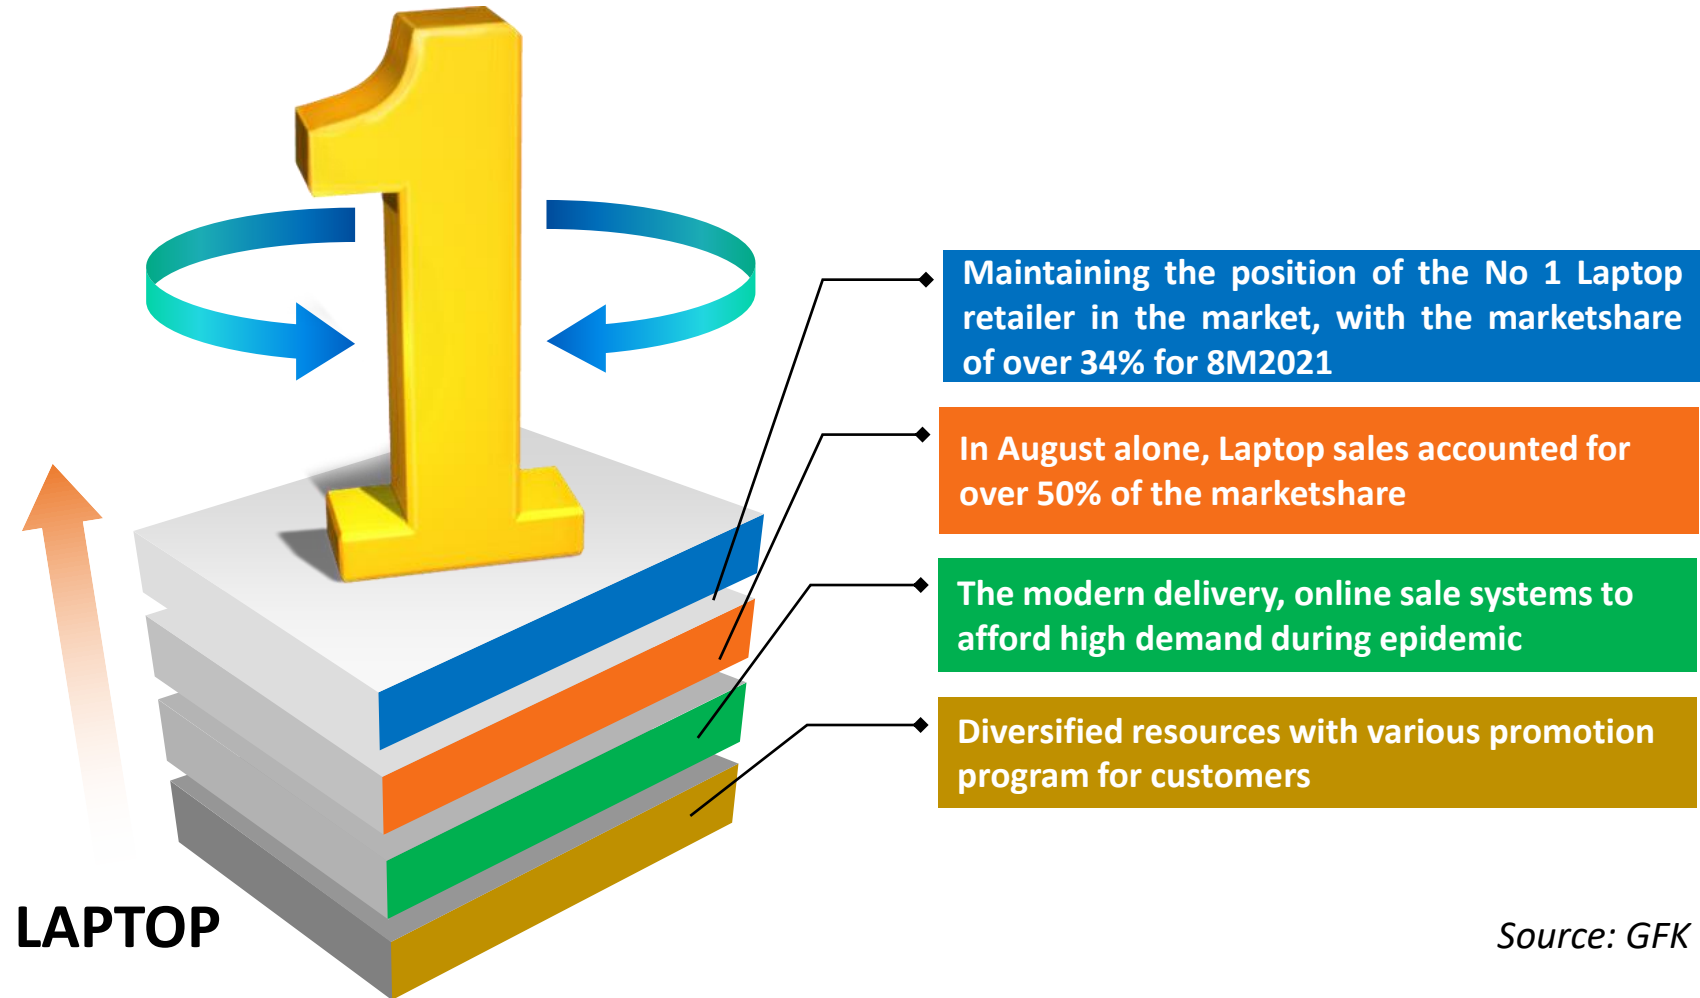 1
Maintaining the position of the No 1 Laptop
retailer in the market, with the marketshare
of over 34% for 8M2021
In August alone, Laptop sales accounted for
over 50% of the marketshare
The modern delivery, online sale systems to
afford high demand during epidemic
Diversified resources with various promotion
program for customers
LAPTOP
Source: GFK